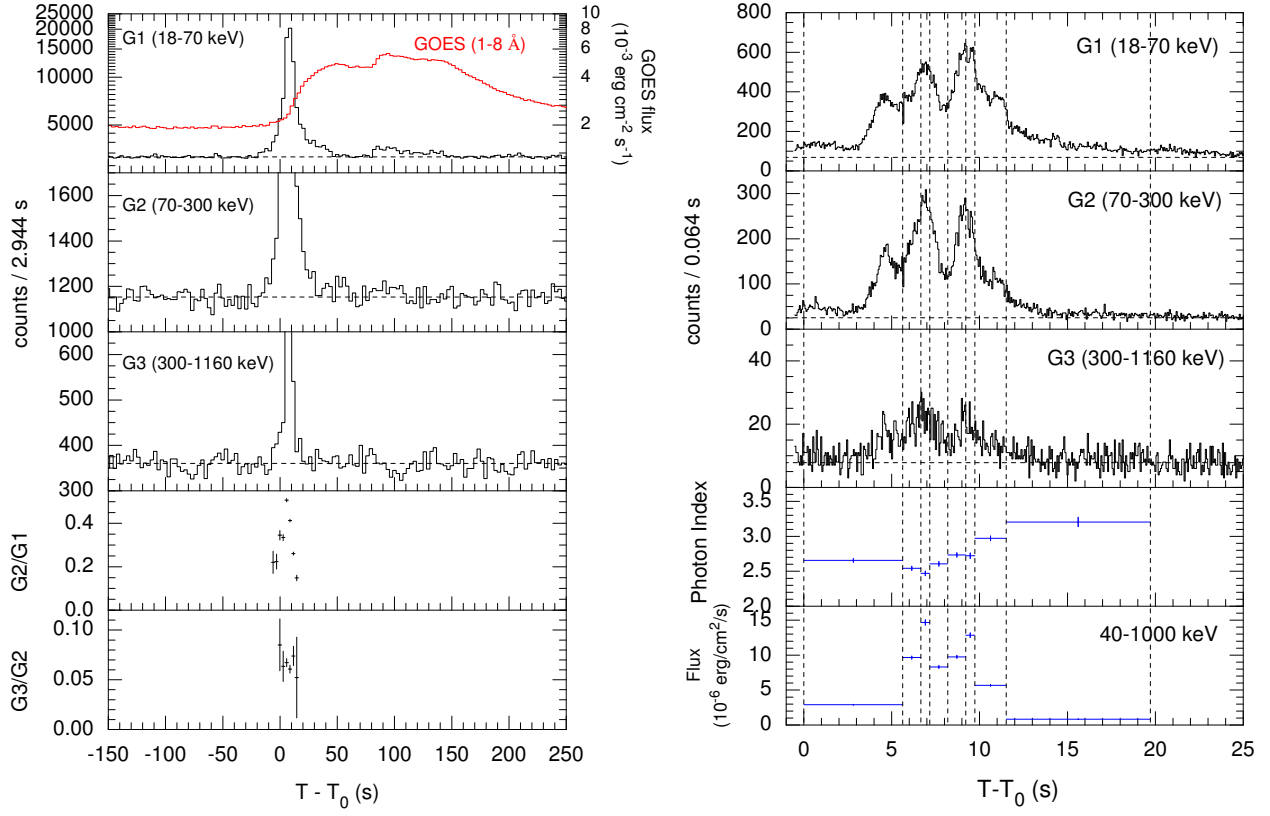 25000
15000
10000
5000
G1 (18-70 keV)
GOES (1-8 Å)
10
8
6
4
2
GOES flux
(10⁻³ erg cm⁻² s⁻¹)
1600
1400
1200
1000
G2 (70-300 keV)
counts / 2.944 s
600
500
400
300
G3 (300-1160 keV)
0.4
0.2
0.0
G2/G1
0.10
0.05
0.00
G3/G2
-150 -100 -50 0 50 100 150 200 250
T - T₀ (s)
800
600
400
200
0
G1 (18-70 keV)
300
200
100
0
G2 (70-300 keV)
counts / 0.064 s
40
20
0
G3 (300-1160 keV)
3.5
3.0
2.5
2.0
Photon Index
15
10
5
0
Flux
(10⁻⁶ erg/cm²/s)
40-1000 keV
0 5 10 15 20 25
T-T₀ (s)